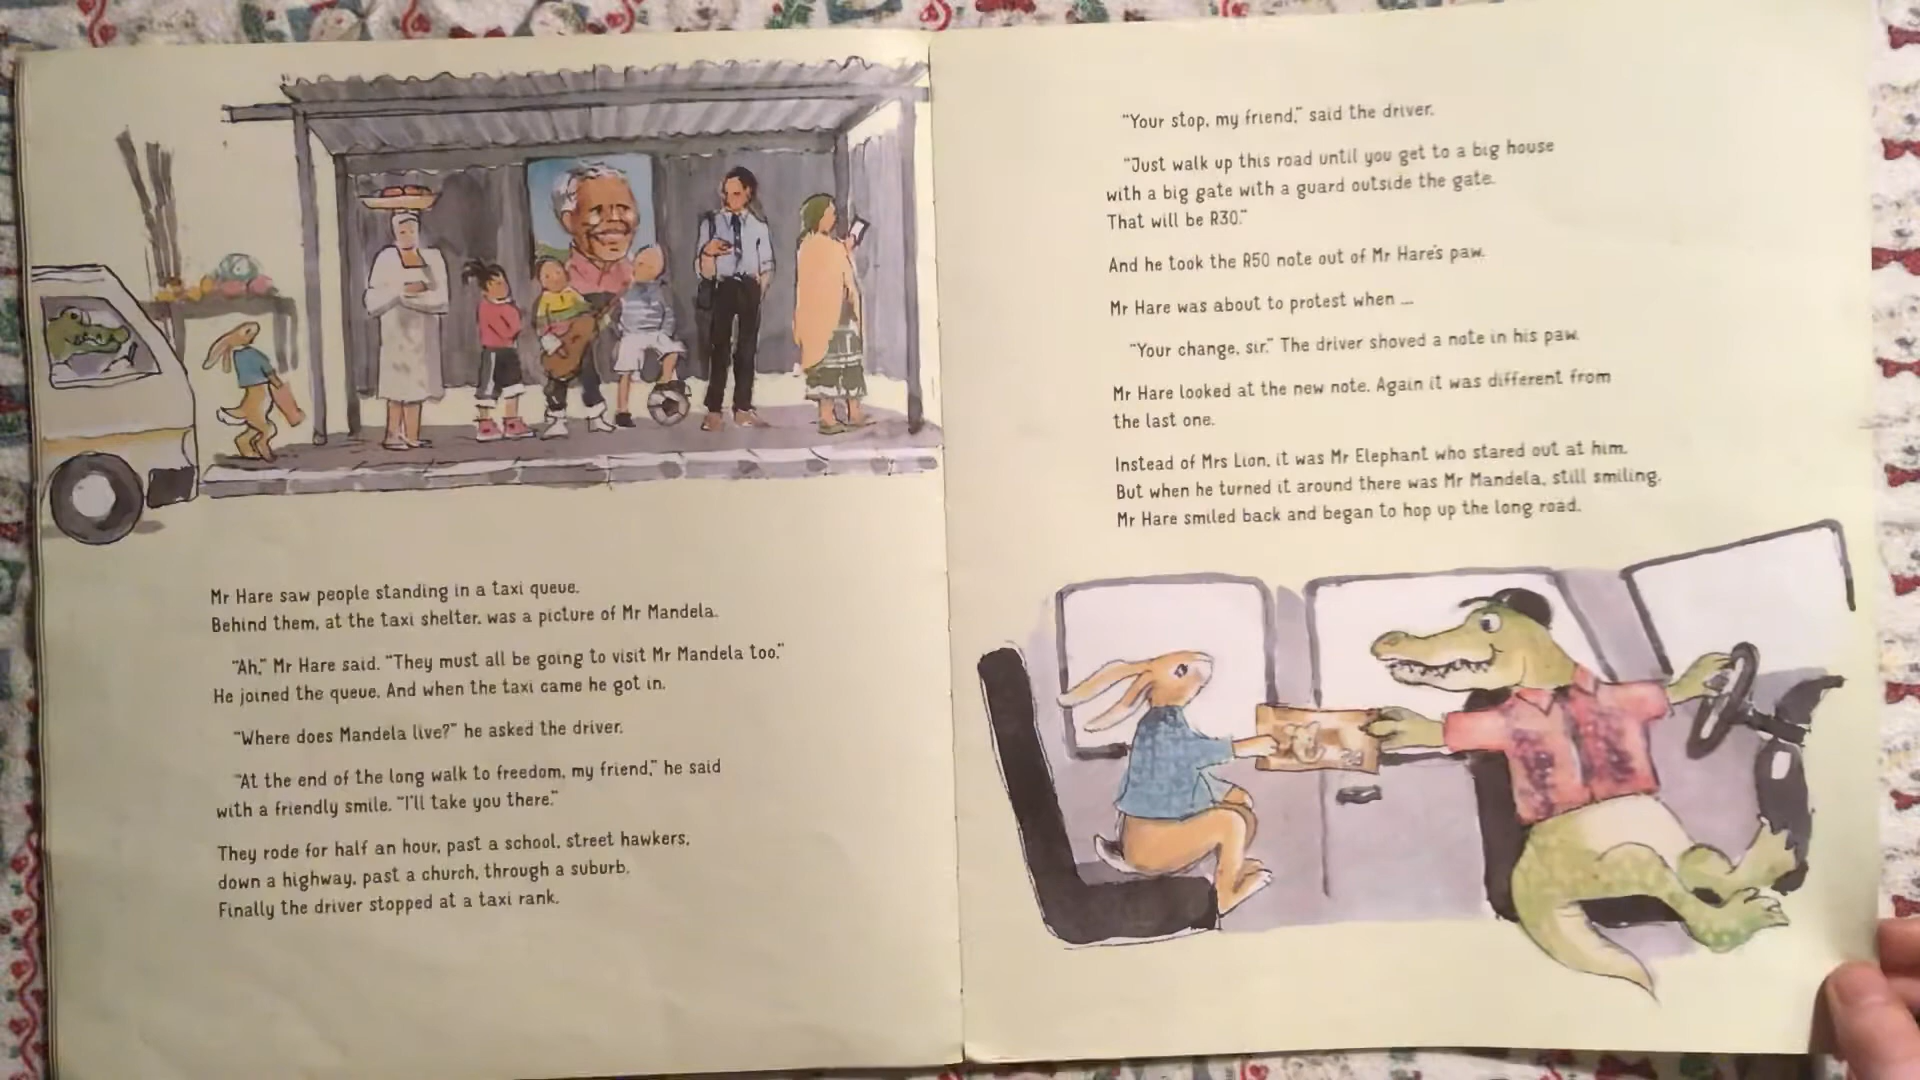 Mr Hare saw people standing in a taxi queue.
Behind them, at the taxi shelter, was a picture of Mr Mandela.
"Ah," Mr Hare said. "They must all be going to visit Mr Mandela too."
He joined the queue. And when the taxi came he got in.
"Where does Mandela live?" he asked the driver.
"At the end of the long walk to freedom, my friend," he said
with a friendly smile. "I'll take you there."
They rode for half an hour, past a school, street hawkers,
down a highway, past a church, through a suburb.
Finally the driver stopped at a taxi rank.
"Your stop, my friend," said the driver.
"Just walk up this road until you get to a big house
with a big gate with a guard outside the gate.
That will be R30."
And he took the R50 note out of Mr Hare's paw.
Mr Hare was about to protest when ...
"Your change, sir." The driver shoved a note in his paw.
Mr Hare looked at the new note. Again it was different from
the last one.
Instead of Mrs Lion, it was Mr Elephant who stared out at him.
But when he turned it around there was Mr Mandela, still smiling.
Mr Hare smiled back and began to hop up the long road.